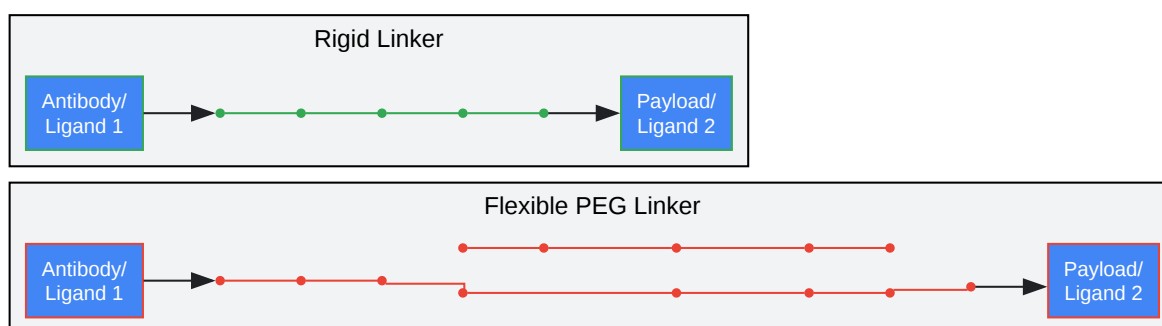 Rigid Linker
Antibody/
Ligand 1
Payload/
Ligand 2
Flexible PEG Linker
Antibody/
Ligand 1
Payload/
Ligand 2